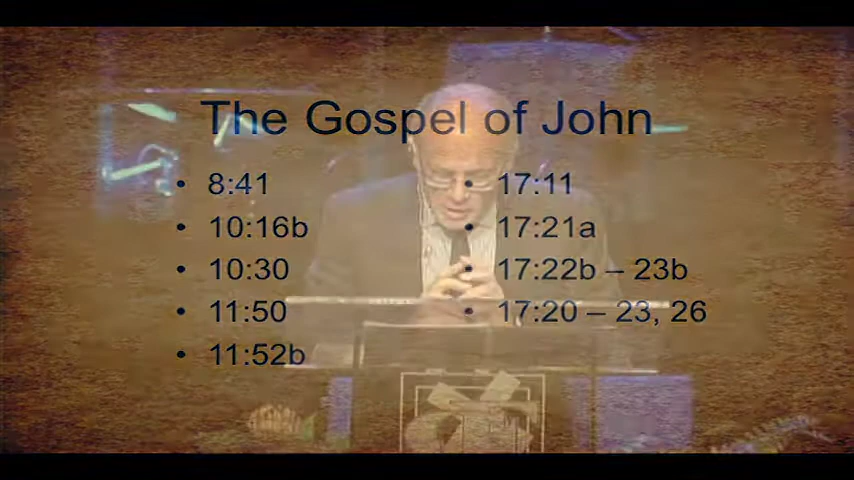 The Gospel of John
• 8:41
• 10:16b
• 10:30
• 11:50
• 11:52b
• 17:11
• 17:21a
• 17:22b – 23b
• 17:20 – 23, 26